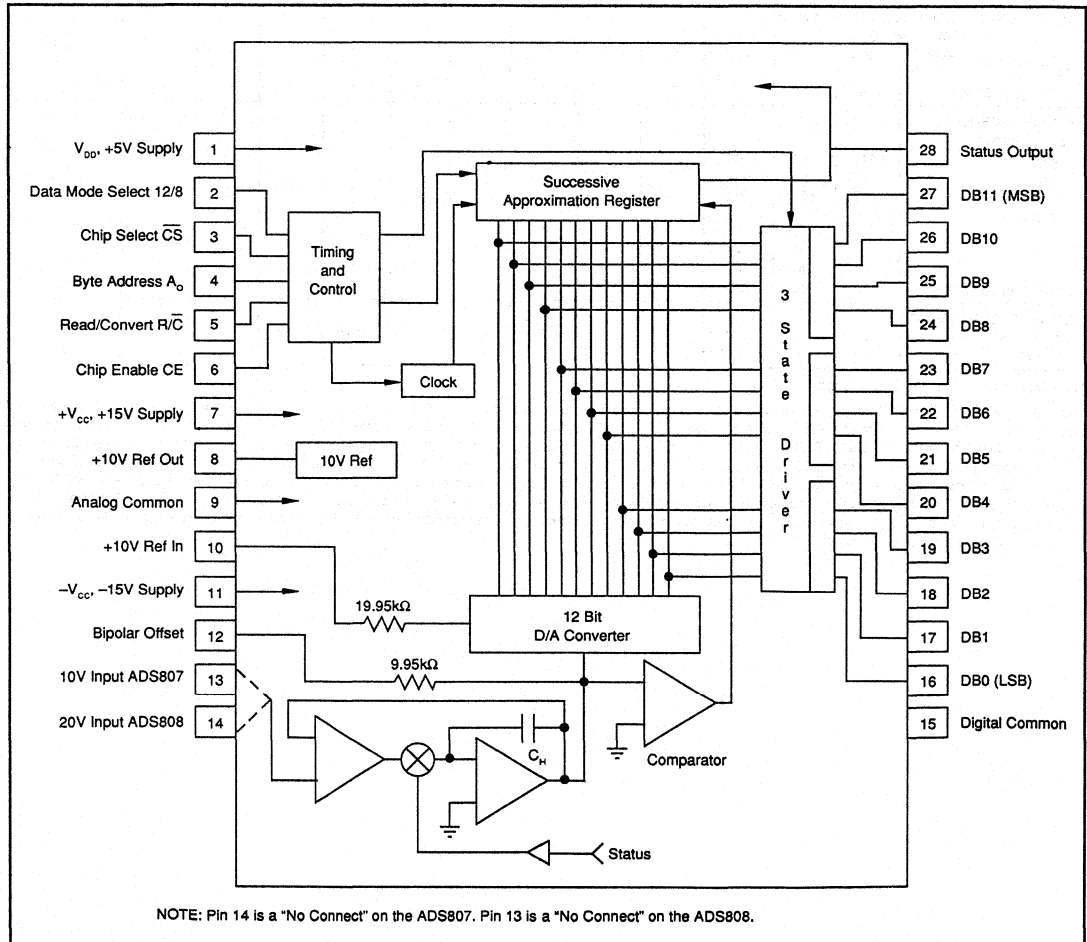 V_DD, +5V Supply
1
Data Mode Select 12/8
2
Chip Select C̅S̅
3
Byte Address A_o
4
Read/Convert R/C̅
5
Chip Enable CE
6
+V_CC, +15V Supply
7
+10V Ref Out
8
Analog Common
9
+10V Ref In
10
–V_CC, –15V Supply
11
Bipolar Offset
12
10V Input ADS807
13
20V Input ADS808
14
Timing
and
Control
Clock
10V Ref
Successive
Approximation Register
19.95kΩ
12 Bit
D/A Converter
9.95kΩ
C_H
Comparator
Status
3 State Driver
28
Status Output
27
DB11 (MSB)
26
DB10
25
DB9
24
DB8
23
DB7
22
DB6
21
DB5
20
DB4
19
DB3
18
DB2
17
DB1
16
DB0 (LSB)
15
Digital Common
NOTE: Pin 14 is a "No Connect" on the ADS807. Pin 13 is a "No Connect" on the ADS808.